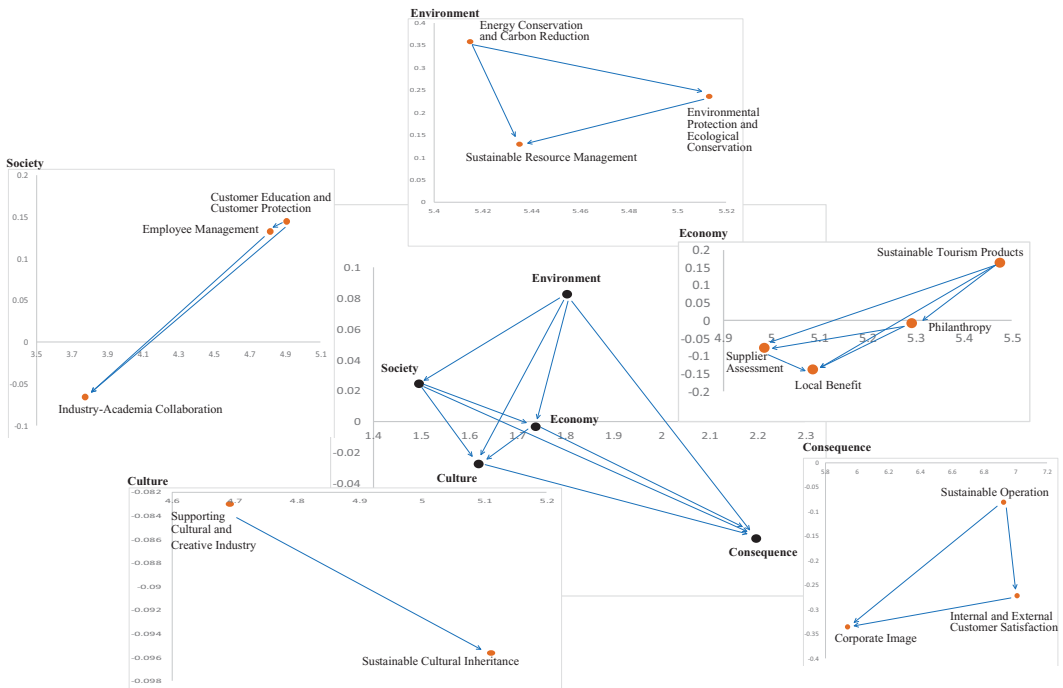 Environment
0.4
0.35
0.3
0.25
0.2
0.15
0.1
0.05
0
5.4
5.42
5.44
5.46
5.48
5.5
5.52
Energy Conservation
and Carbon Reduction
Environmental
Protection and
Ecological
Conservation
Sustainable Resource Management
Society
0.2
0.15
0.1
0.05
0
-0.05
-0.1
3.5
3.7
3.9
4.1
4.3
4.5
4.7
4.9
5.1
Customer Education and
Customer Protection
Employee Management
Industry-Academia Collaboration
Economy
0.2
0.15
0.1
0.05
0
-0.05
-0.1
-0.15
-0.2
4.9
5
5.1
5.2
5.3
5.4
5.5
Sustainable Tourism Products
Philanthropy
Supplier
Assessment
Local Benefit
0.1
0.08
0.06
0.04
0.02
0
-0.02
-0.04
1.4
1.5
1.6
1.7
1.8
1.9
2
2.1
2.2
2.3
Environment
Society
Economy
Culture
Consequence
Culture
-0.082
-0.084
-0.086
-0.088
-0.09
-0.092
-0.094
-0.096
-0.098
4.6
4.7
4.8
4.9
5
5.1
5.2
Supporting
Cultural and
Creative Industry
Sustainable Cultural Inheritance
Consequence
0
-0.05
-0.1
-0.15
-0.2
-0.25
-0.3
-0.35
-0.4
5.8
6
6.2
6.4
6.6
6.8
7
7.2
Sustainable Operation
Internal and External
Customer Satisfaction
Corporate Image